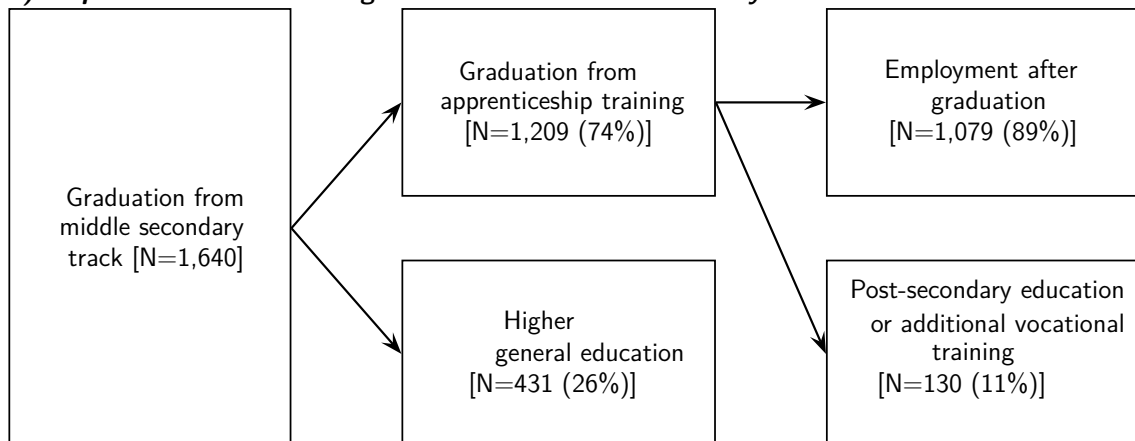 Graduation from
middle secondary
track [N=1,640]
Graduation from
apprenticeship training
[N=1,209 (74%)]
Higher
general education
[N=431 (26%)]
Employment after
graduation
[N=1,079 (89%)]
Post-secondary education
or additional vocational
training
[N=130 (11%)]